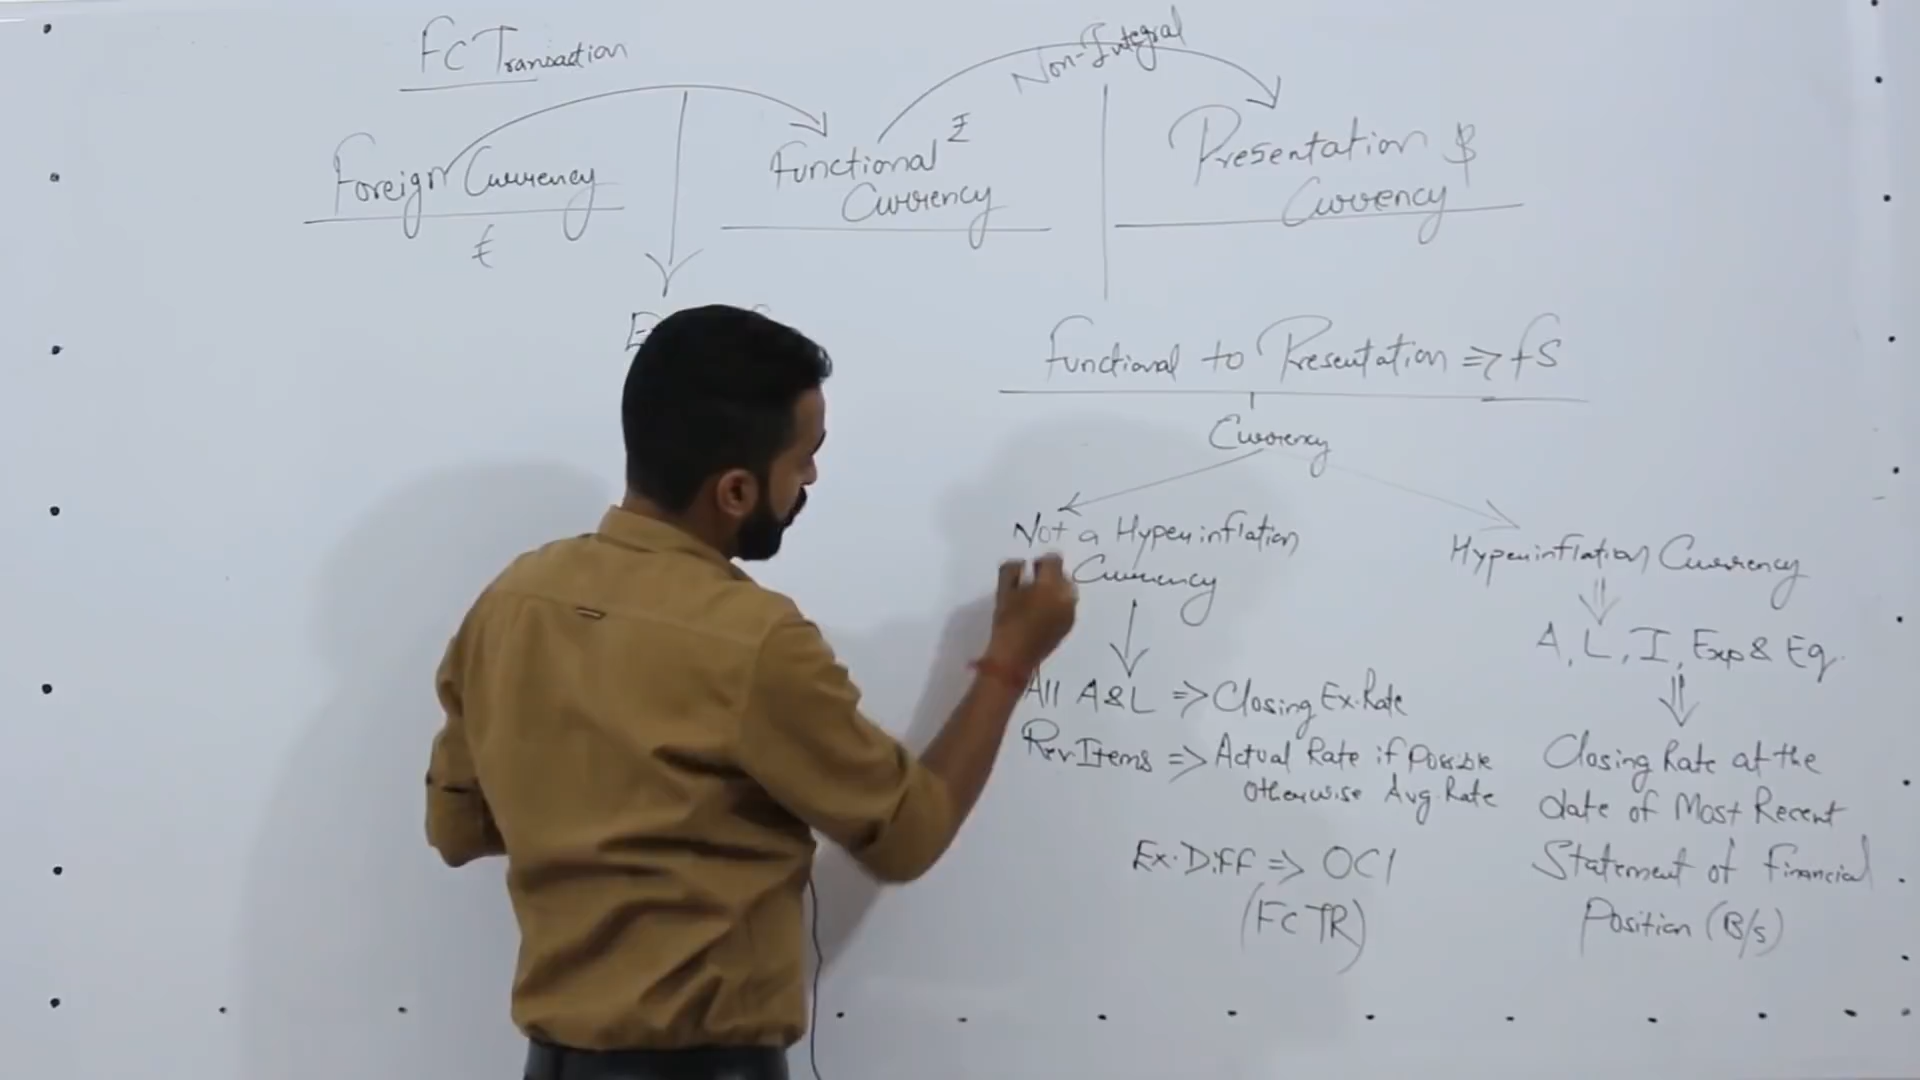 FC Transaction
Non-Integral
Foreign Currency
Functional
Currency
Presentation $
Currency
Functional to Presentation => FS
Currency
Not a Hyperinflation
Currency
Hyperinflation Currency
A, L, I, Exp & Eq.
All A&L => Closing Ex.Rate
Rev.Items => Actual Rate if Possible
Otherwise Avg.Rate
Ex.Diff => OCI
(FCTR)
Closing Rate at the
date of Most Recent
Statement of Financial
Position (B/s)